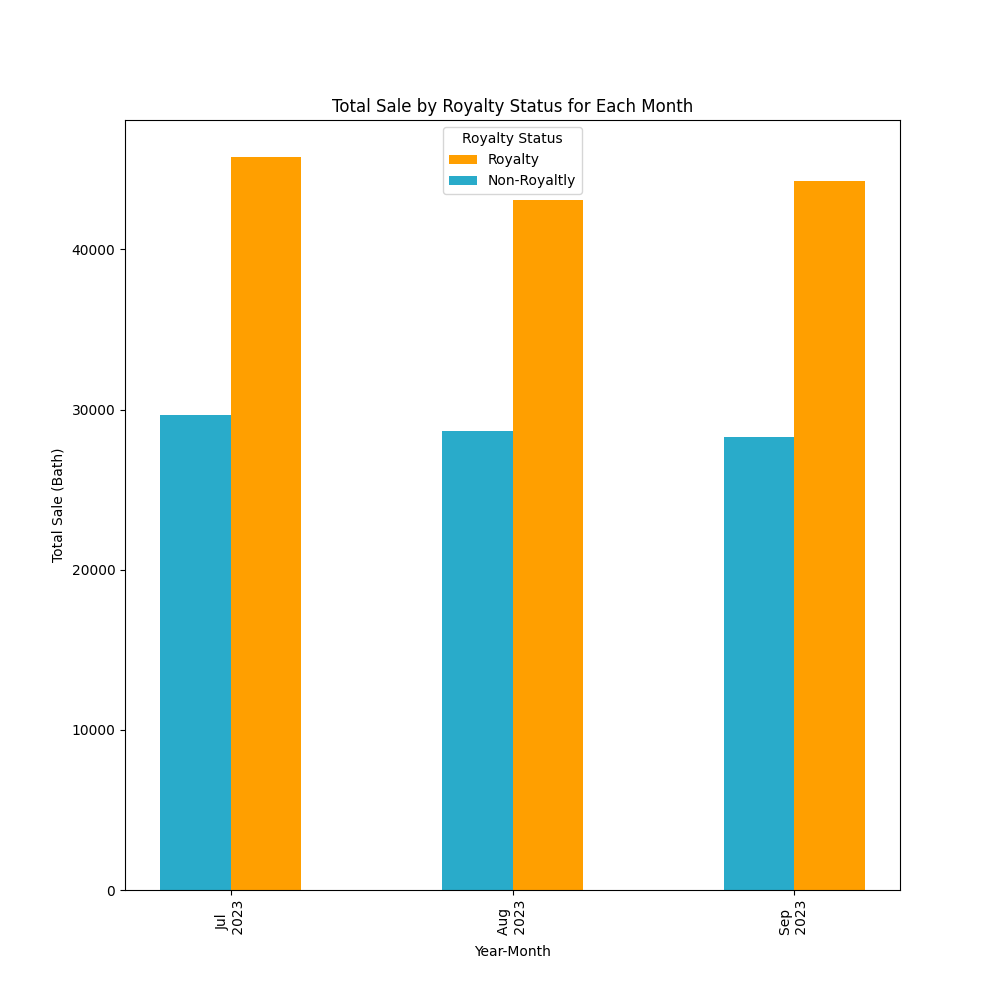 Total Sale by Royalty Status for Each Month
Royalty Status
Royalty
Non-Royaltly
Total Sale (Bath)
40000
30000
20000
10000
0
Jul
2023
Aug
2023
Sep
2023
Year-Month